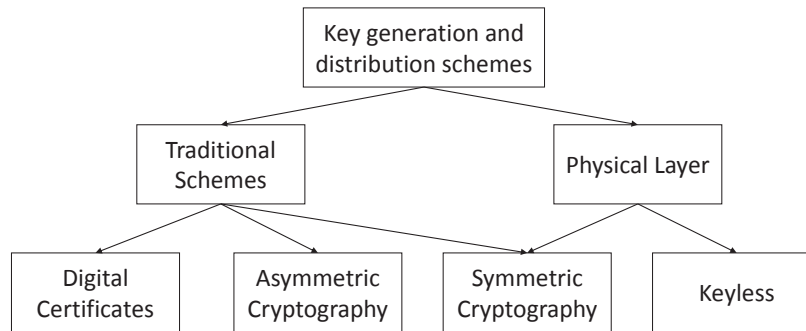 Key generation and
distribution schemes
Traditional
Schemes
Physical Layer
Digital
Certificates
Asymmetric
Cryptography
Symmetric
Cryptography
Keyless